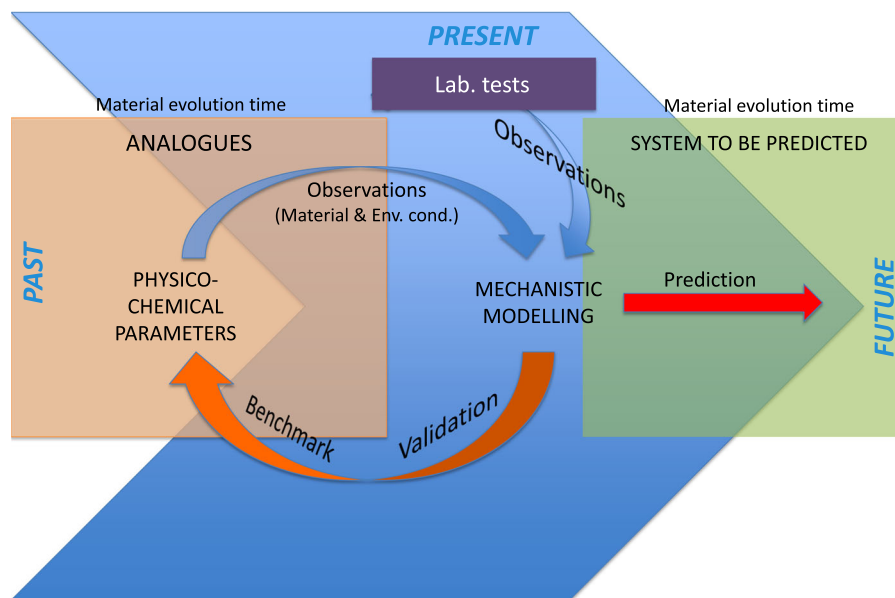 PRESENT
Lab. tests
Material evolution time
Material evolution time
ANALOGUES
Observations
SYSTEM TO BE PREDICTED
Observations
(Material & Env. cond.)
PAST
PHYSICO-
CHEMICAL
PARAMETERS
MECHANISTIC
MODELLING
Prediction
FUTURE
Benchmark
Validation